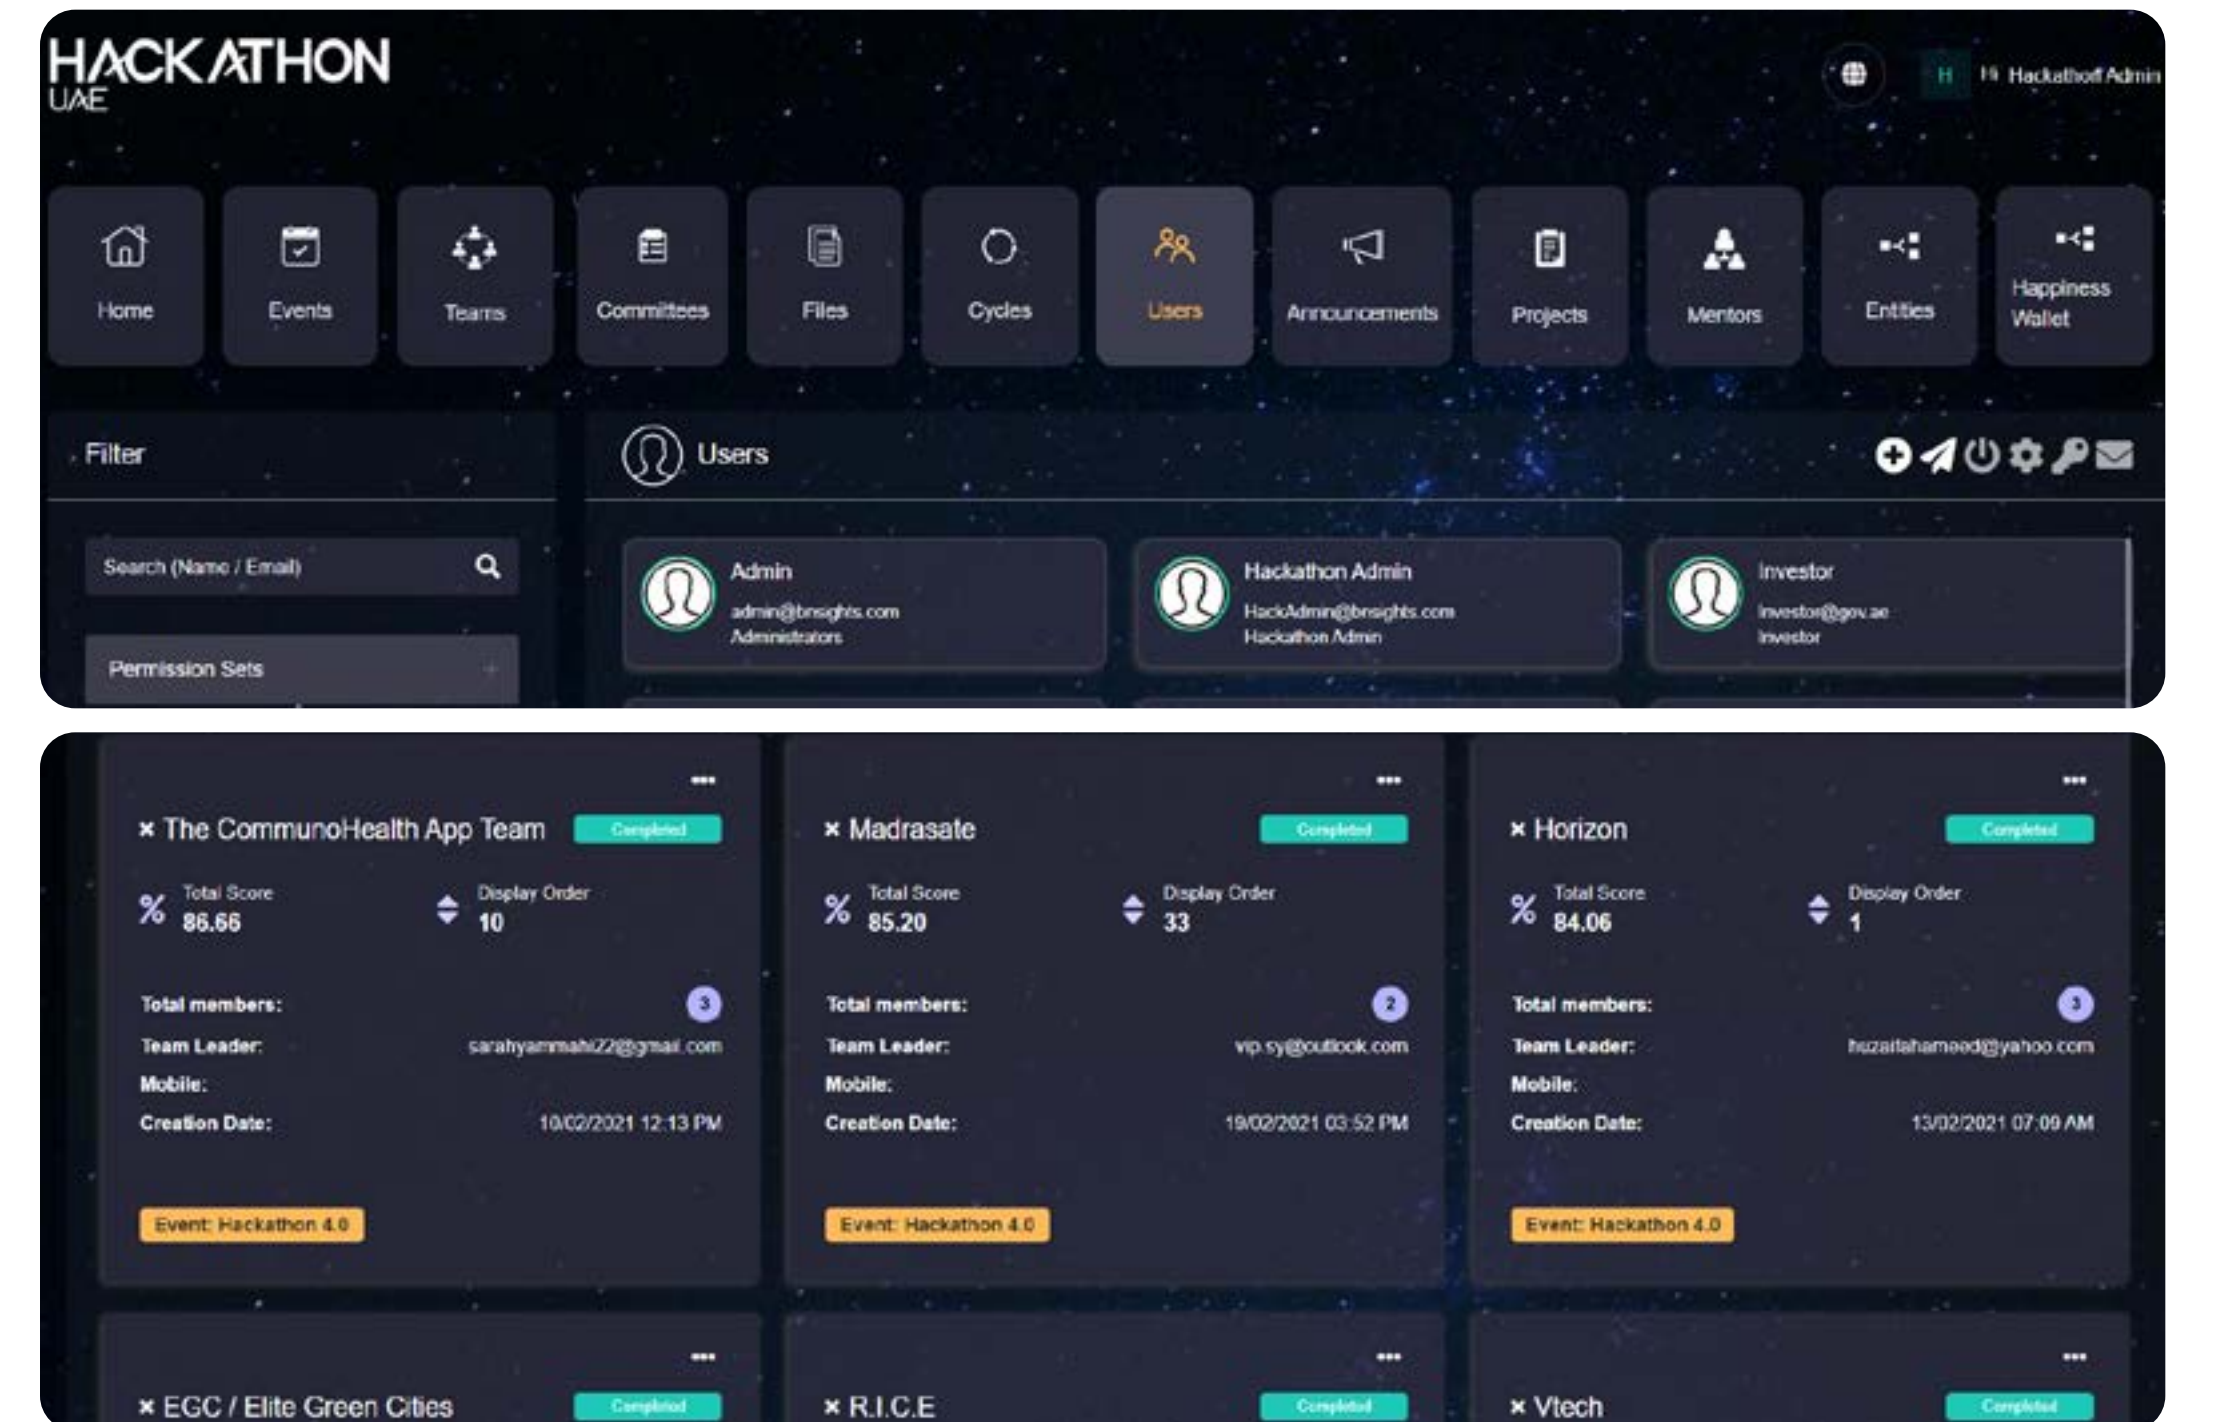 HACKATHON
UAE
H Hi Hackathon Admin
Home
Events
Teams
Committees
Files
Cycles
Users
Announcements
Projects
Mentors
Entities
Happiness
Wallet
Filter
Users
Search (Name / Email)
Permission Sets
Admin
admin@bnsights.com
Administrators
Hackathon Admin
HackAdmin@bnsights.com
Hackathon Admin
Investor
Investor@gov.ae
Investor
The CommunoHealth App Team Completed
Total Score
86.66
Display Order
10
Total members: 3
Team Leader: sarahyammahi22@gmail.com
Mobile:
Creation Date: 10/02/2021 12:13 PM
Event: Hackathon 4.0
Madrasate Completed
Total Score
85.20
Display Order
33
Total members: 2
Team Leader: vip.sy@outlook.com
Mobile:
Creation Date: 19/02/2021 03:52 PM
Event: Hackathon 4.0
Horizon Completed
Total Score
84.06
Display Order
1
Total members: 3
Team Leader: huzaifahameed@yahoo.com
Mobile:
Creation Date: 13/02/2021 07:09 AM
Event: Hackathon 4.0
EGC / Elite Green Cities Completed
R.I.C.E Completed
Vtech Completed